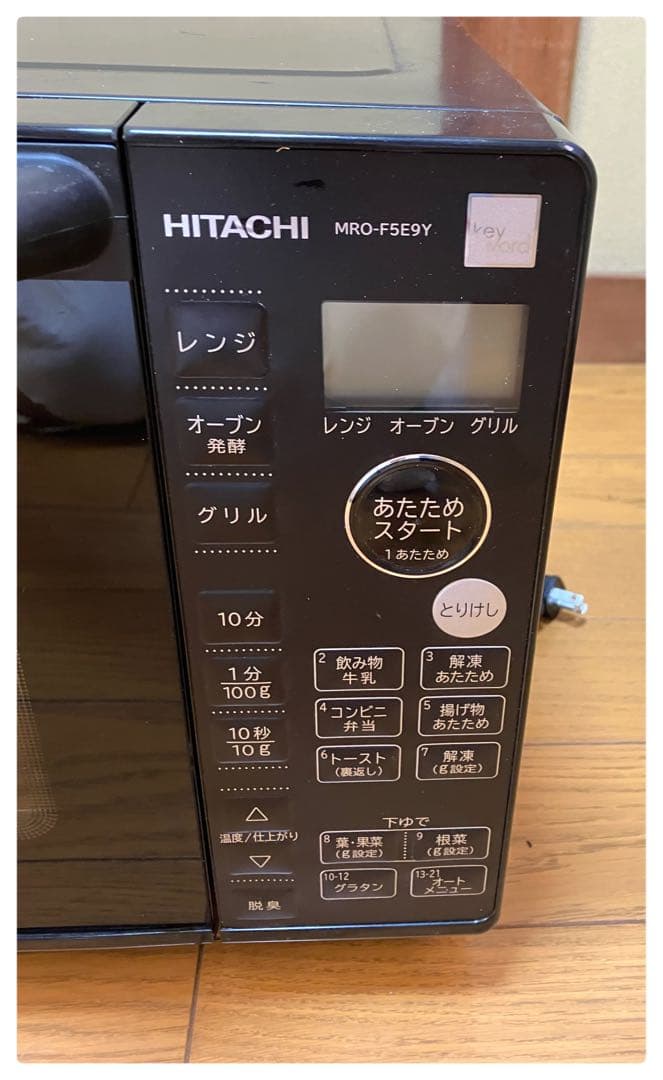 HITACHI MRO-F5E9Y
key
word
レンジ
オーブン
発酵
グリル
レンジ オーブン グリル
あたため
スタート
1あたため
とりけし
10分
1分
100g
10秒
10g
2 飲み物
牛乳
3 解凍
あたため
4 コンビニ
弁当
5 揚げ物
あたため
6 トースト
(裏返し)
7 解凍
(g設定)
温度/仕上がり
脱臭
下ゆで
8 葉・果菜
(g設定)
9 根菜
(g設定)
10-12
グラタン
13-21
オート
メニュー